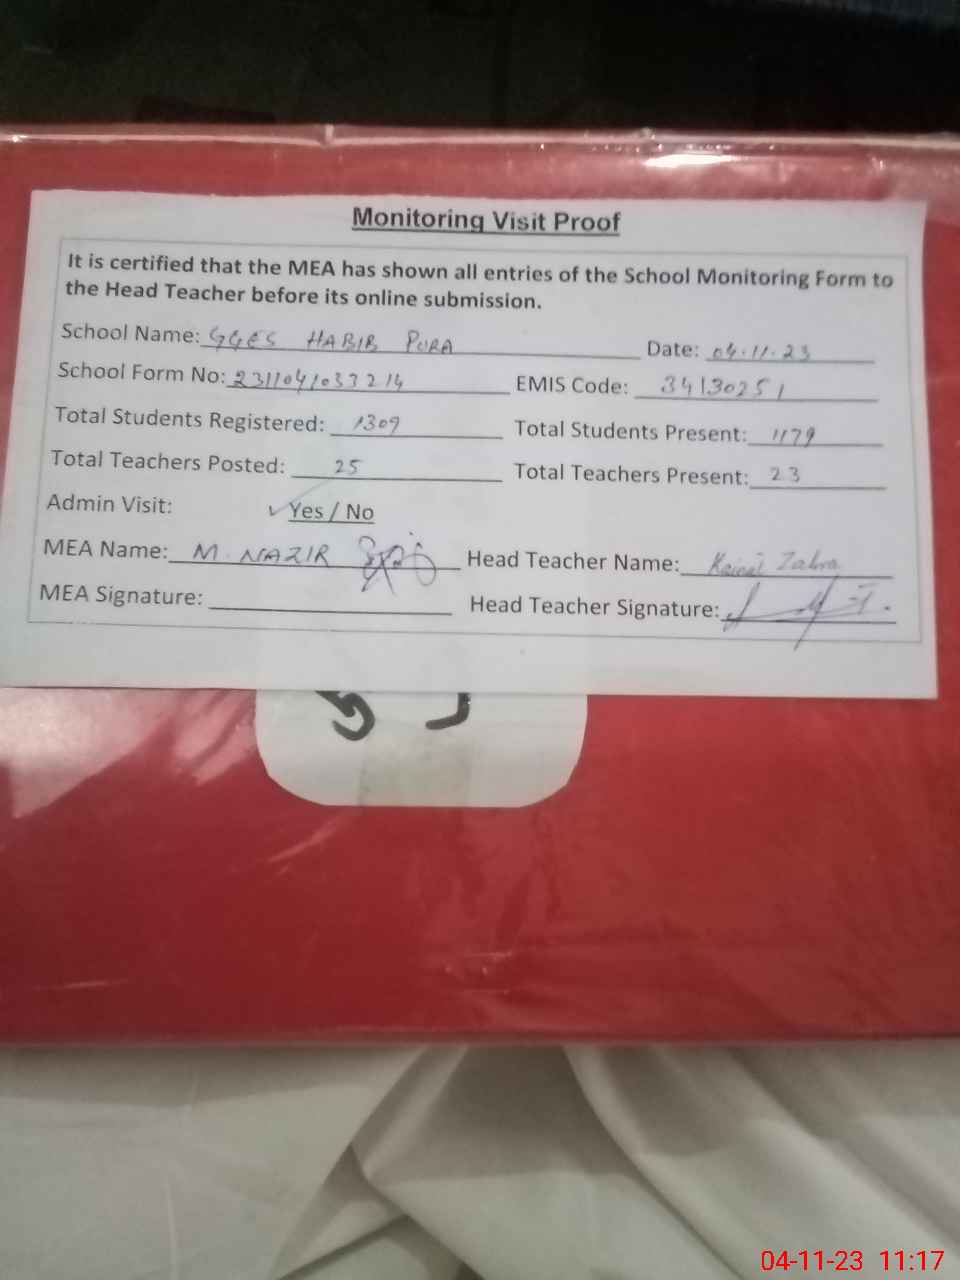 Monitoring Visit Proof
It is certified that the MEA has shown all entries of the School Monitoring Form to
the Head Teacher before its online submission.
School Name: GGES HABIB PURA Date: 04.11.23
School Form No: 2311041033214 EMIS Code: 34130251
Total Students Registered: 1309 Total Students Present: 1179
Total Teachers Posted: 25 Total Teachers Present: 23
Admin Visit: ✓ Yes / No
MEA Name: M. NAZIR Head Teacher Name: Kainat Zahra
MEA Signature: Head Teacher Signature:
04-11-23 11:17